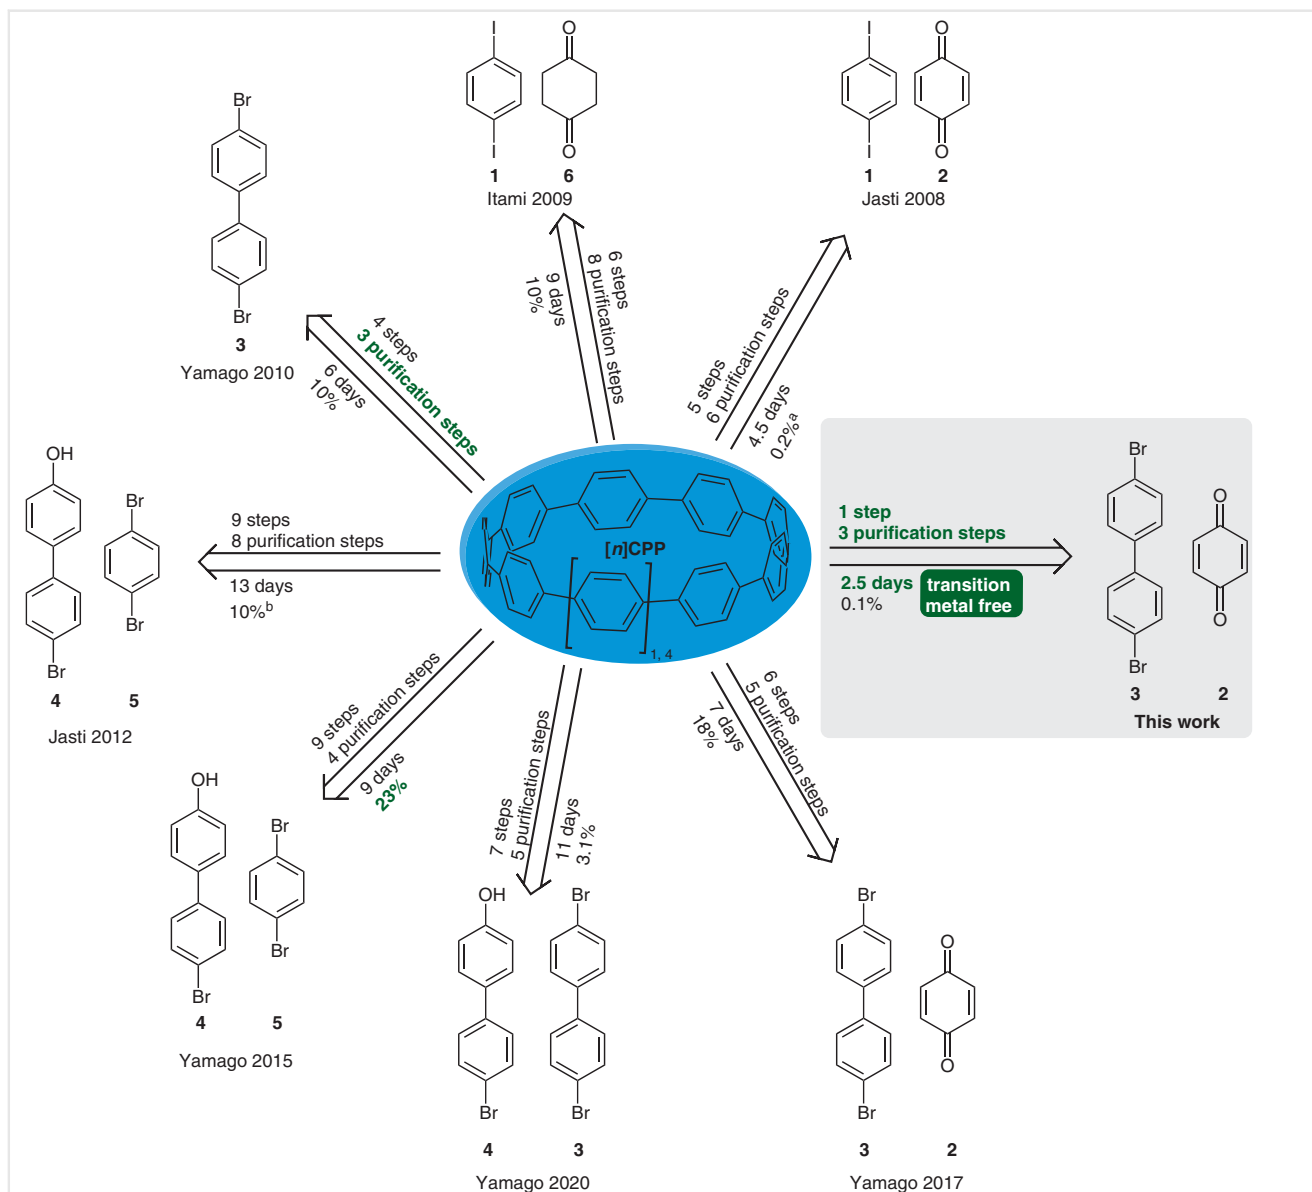 I
I
1
O
O
6
Itami 2009
I
I
1
O
O
2
Jasti 2008
Br
Br
3
Yamago 2010
6 steps
8 purification steps
9 days
10%
5 steps
6 purification steps
4.5 days
0.2%a
4 steps
3 purification steps
6 days
10%
OH
Br
4
Br
Br
5
Jasti 2012
9 steps
8 purification steps
13 days
10%b
[n]CPP
1, 4
1 step
3 purification steps
2.5 days
0.1%
transition
metal free
Br
Br
3
O
O
2
This work
9 steps
4 purification steps
9 days
23%
7 steps
5 purification steps
11 days
3.1%
6 steps
5 purification steps
7 days
18%
OH
Br
4
Br
Br
5
Yamago 2015
OH
Br
4
Br
Br
3
Yamago 2020
Br
Br
3
O
O
2
Yamago 2017